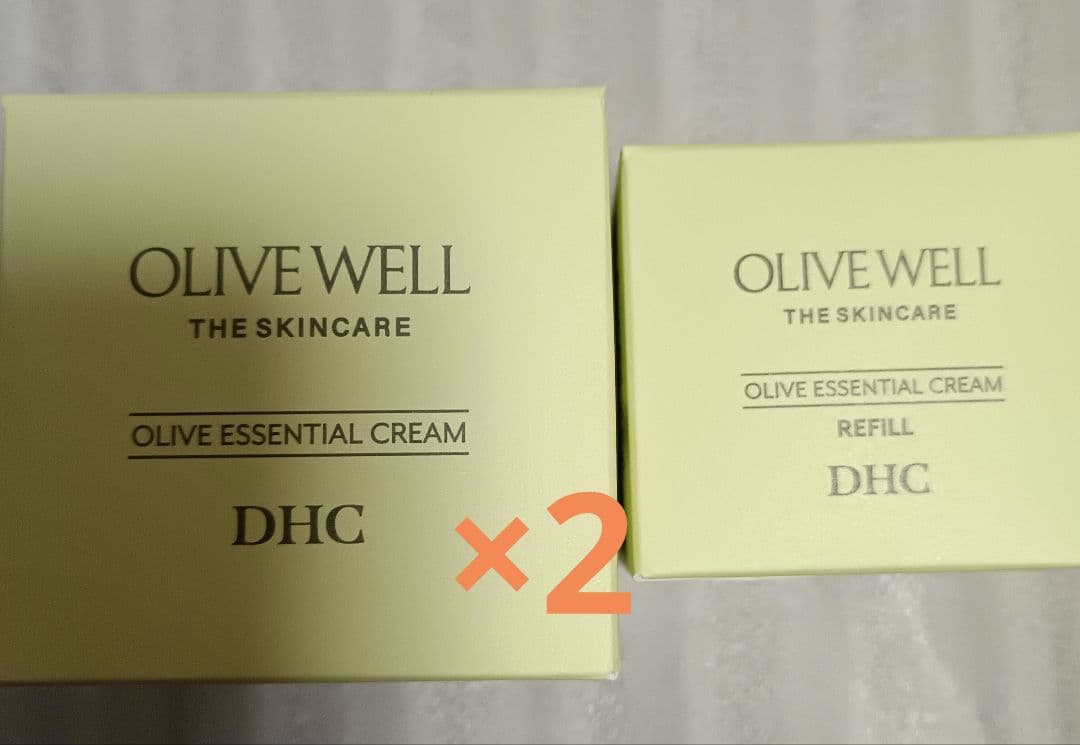 OLIVE WELL
THE SKINCARE
OLIVE ESSENTIAL CREAM
DHC
×2
OLIVE WELL
THE SKINCARE
OLIVE ESSENTIAL CREAM
REFILL
DHC